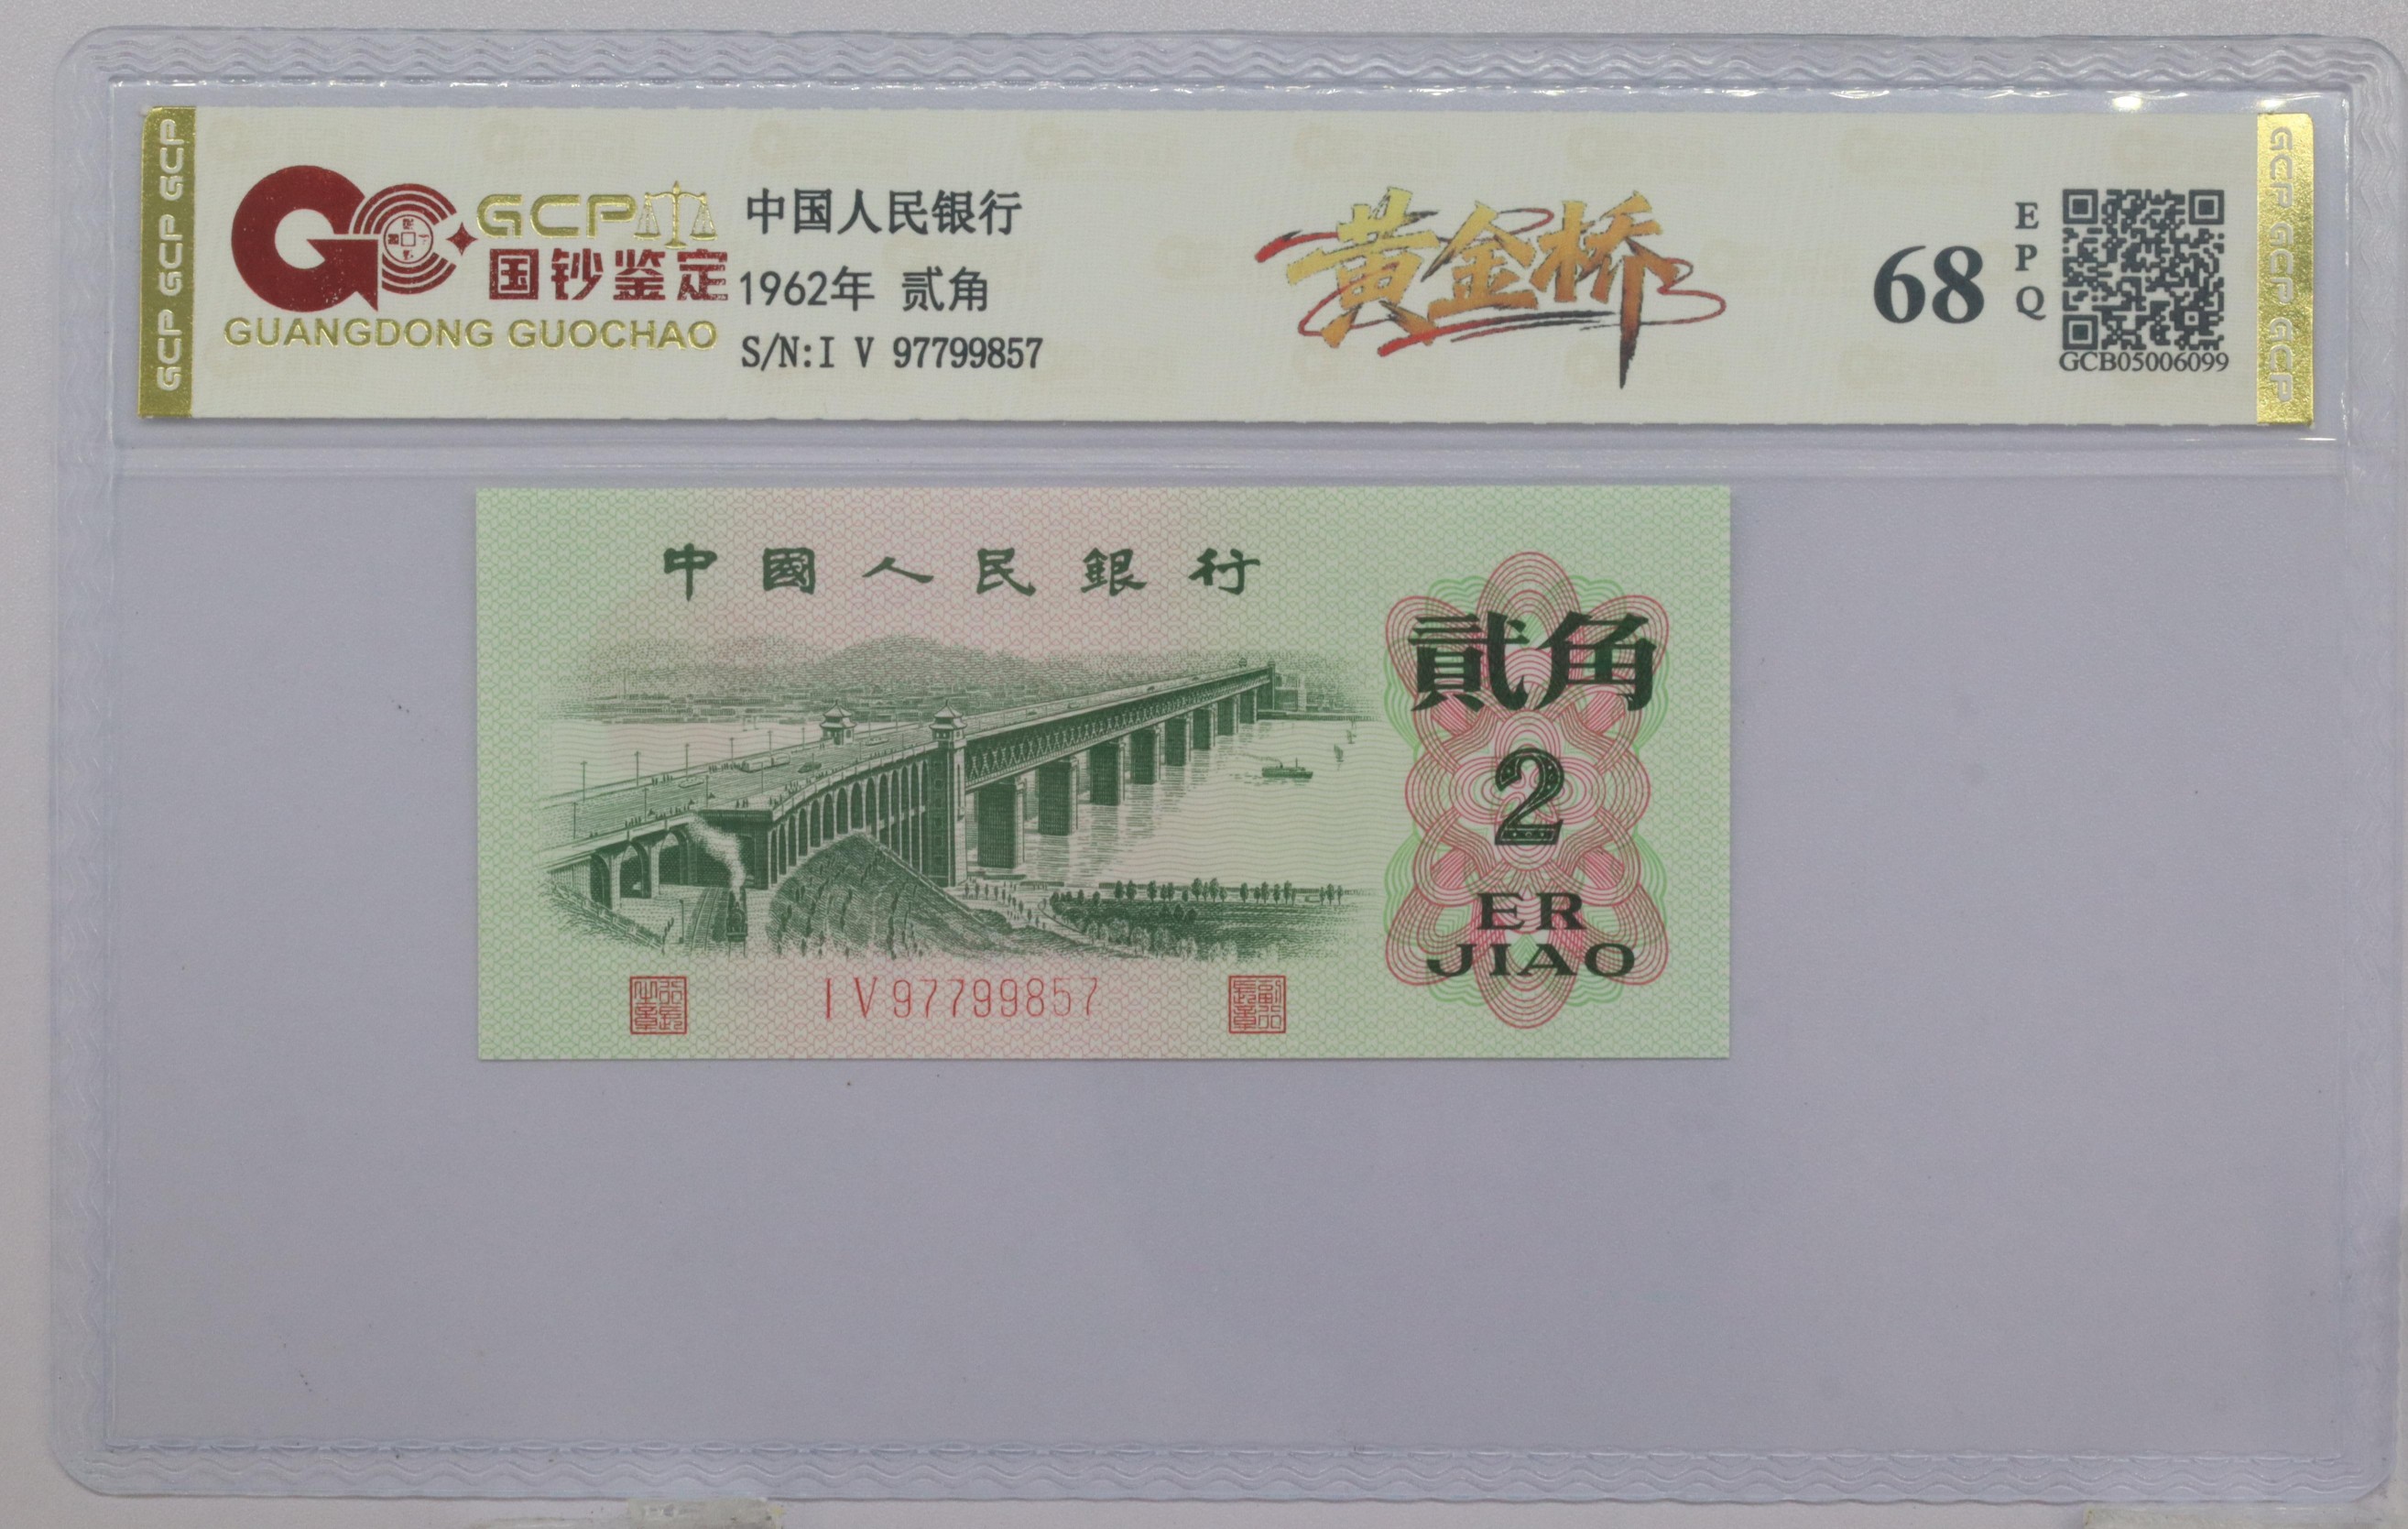 GCP GCP GCP
GCP
国钞鉴定
GUANGDONG GUOCHAO
中国人民银行
1962年 贰角
S/N:I V 97799857
黄金桥
68
EPQ
GCB05006099
GCP GCP GCP
中國人民銀行
貳角
2
ER
JIAO
I V 97799857